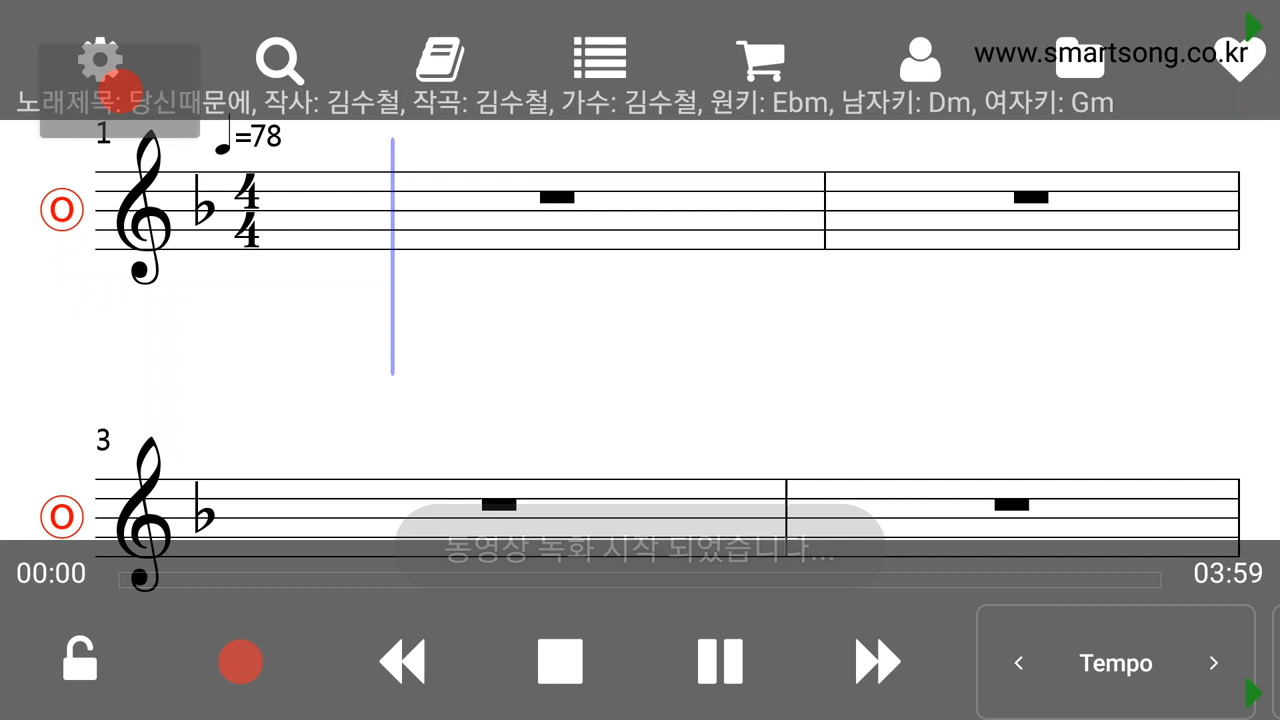 www.smartsong.co.kr
노래제목: 당신때문에, 작사: 김수철, 작곡: 김수철, 가수: 김수철, 원키: Ebm, 남자키: Dm, 여자키: Gm
1
=78
4
4
O
3
O
동영상 녹화 시작 되었습니다...
00:00
03:59
Tempo